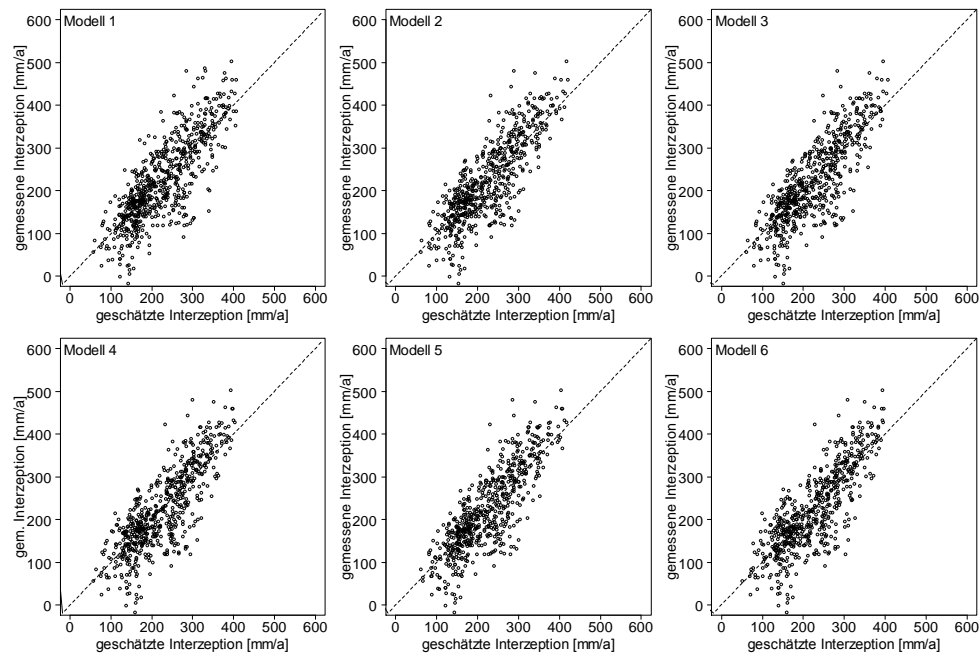 Modell 1
600
500
400
300
200
100
0
gemessene Interzeption [mm/a]
0 100 200 300 400 500 600
geschätzte Interzeption [mm/a]
Modell 2
600
500
400
300
200
100
0
gemessene Interzeption [mm/a]
0 100 200 300 400 500 600
geschätzte Interzeption [mm/a]
Modell 3
600
500
400
300
200
100
0
gemessene Interzeption [mm/a]
0 100 200 300 400 500 600
geschätzte Interzeption [mm/a]
Modell 4
600
500
400
300
200
100
0
gem. Interzeption [mm/a]
0 100 200 300 400 500 600
geschätzte Interzeption [mm/a]
Modell 5
600
500
400
300
200
100
0
gemessene Interzeption [mm/a]
0 100 200 300 400 500 600
geschätzte Interzeption [mm/a]
Modell 6
600
500
400
300
200
100
0
gemessene Interzeption [mm/a]
0 100 200 300 400 500 600
geschätzte Interzeption [mm/a]